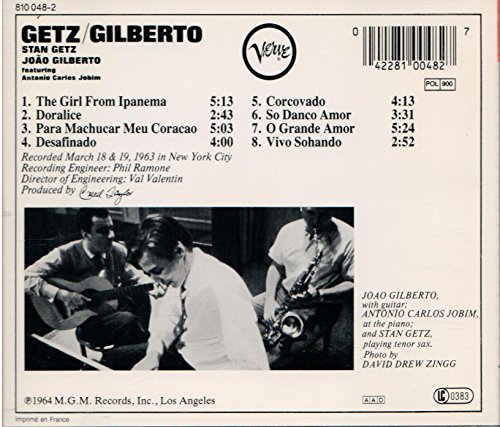 810 048-2
GETZ/GILBERTO
STAN GETZ
JOÃO GILBERTO
featuring
Antonio Carlos Jobim
Verve
0 42281 00482 7
POL 900
1. The Girl From Ipanema 5:13
2. Doralice 2:43
3. Para Machucar Meu Coracao 5:03
4. Desafinado 4:00
5. Corcovado 4:13
6. So Danco Amor 3:31
7. O Grande Amor 5:24
8. Vivo Sohando 2:52
Recorded March 18 & 19, 1963 in New York City
Recording Engineer: Phil Ramone
Director of Engineering: Val Valentin
Produced by Creed Taylor
JOAO GILBERTO,
with guitar;
ANTONIO CARLOS JOBIM,
at the piano;
and STAN GETZ,
playing tenor sax.
Photo by
DAVID DREW ZINGG
℗1964 M.G.M. Records, Inc., Los Angeles
AAD
LC 0383
Imprimé en France